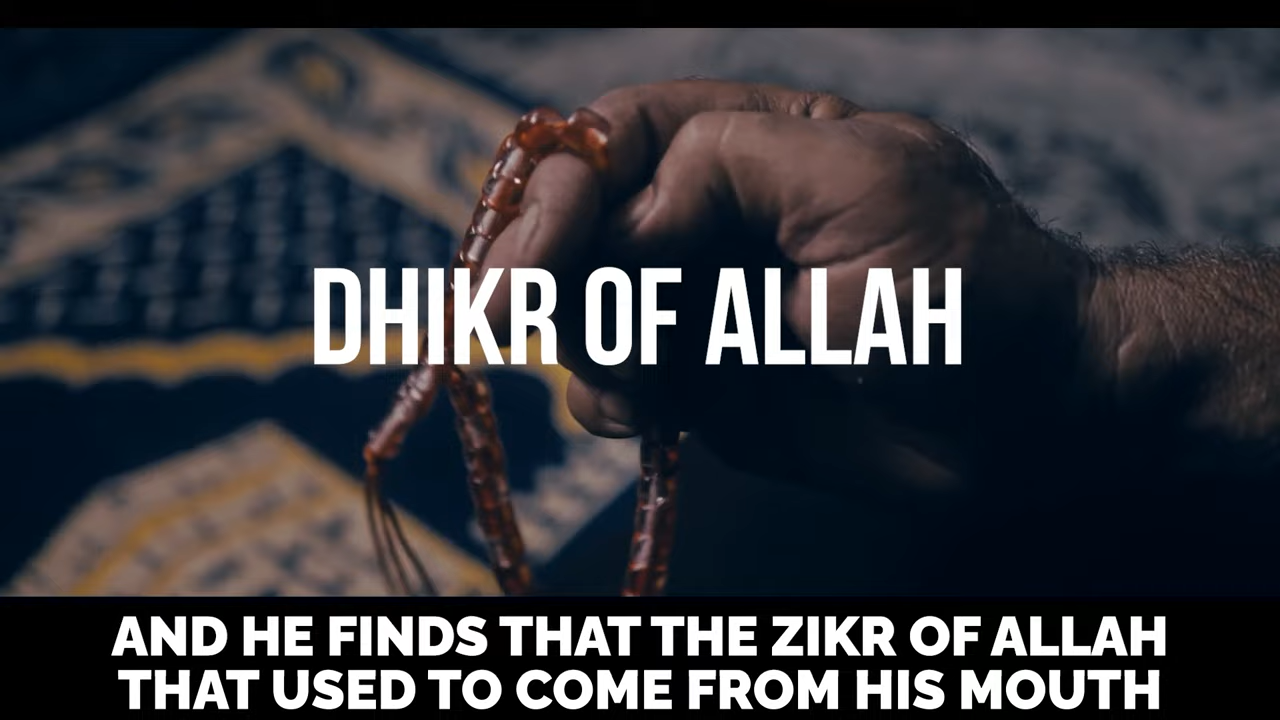 DHIKR OF ALLAH
AND HE FINDS THAT THE ZIKR OF ALLAH
THAT USED TO COME FROM HIS MOUTH